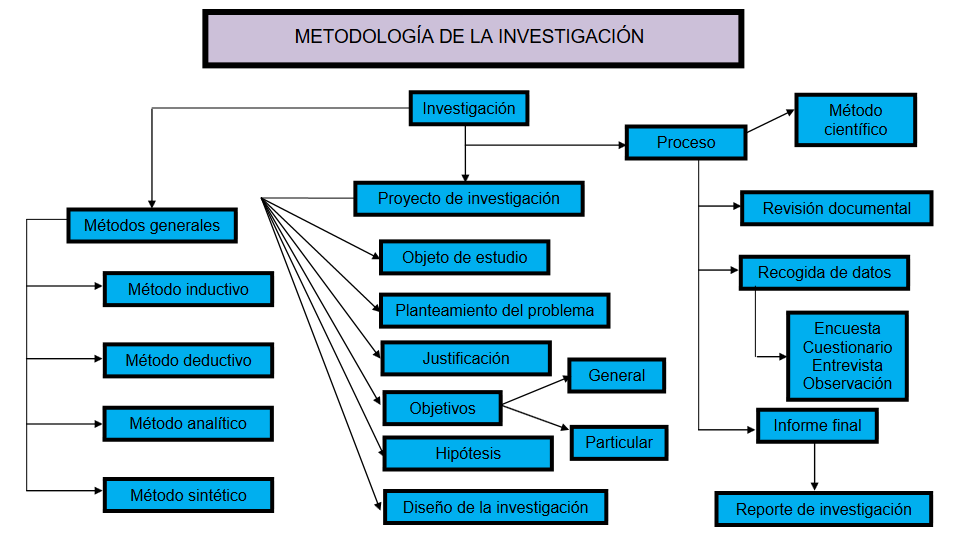 METODOLOGÍA DE LA INVESTIGACIÓN
Investigación
Métodos generales
Método inductivo
Método deductivo
Método analítico
Método sintético
Proyecto de investigación
Objeto de estudio
Planteamiento del problema
Justificación
Objetivos
General
Particular
Hipótesis
Diseño de la investigación
Proceso
Método
científico
Revisión documental
Recogida de datos
Encuesta
Cuestionario
Entrevista
Observación
Informe final
Reporte de investigación